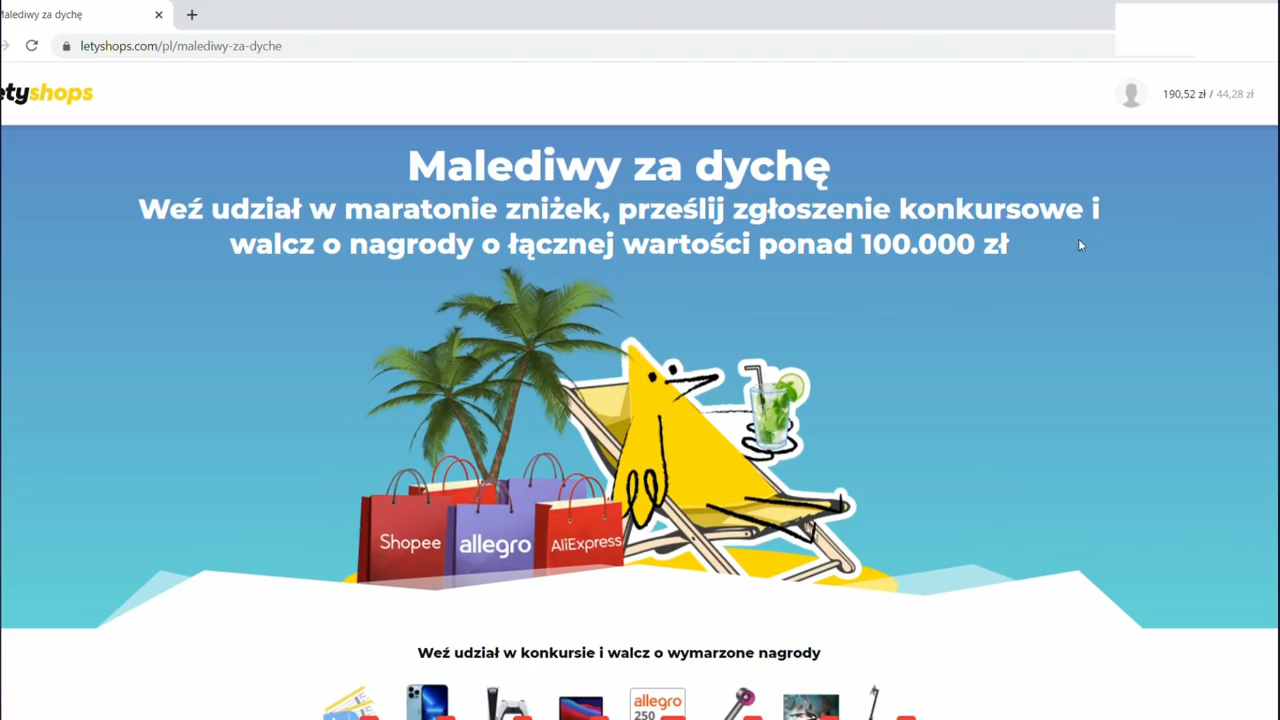 Malediwy za dychę
letyshops.com/pl/malediwy-za-dyche
etyshops
190,52 zł / 44,28 zł
Malediwy za dychę
Weź udział w maratonie zniżek, prześlij zgłoszenie konkursowe i
walcz o nagrody o łącznej wartości ponad 100.000 zł
Shopee
allegro
AliExpress
Weź udział w konkursie i walcz o wymarzone nagrody
allegro
250